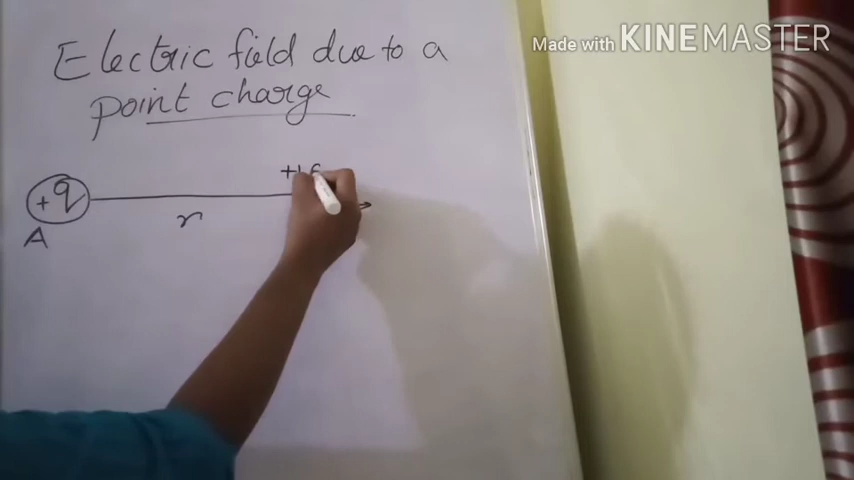 Made with KINEMASTER
Electric field due to a
point charge
+q
r
A